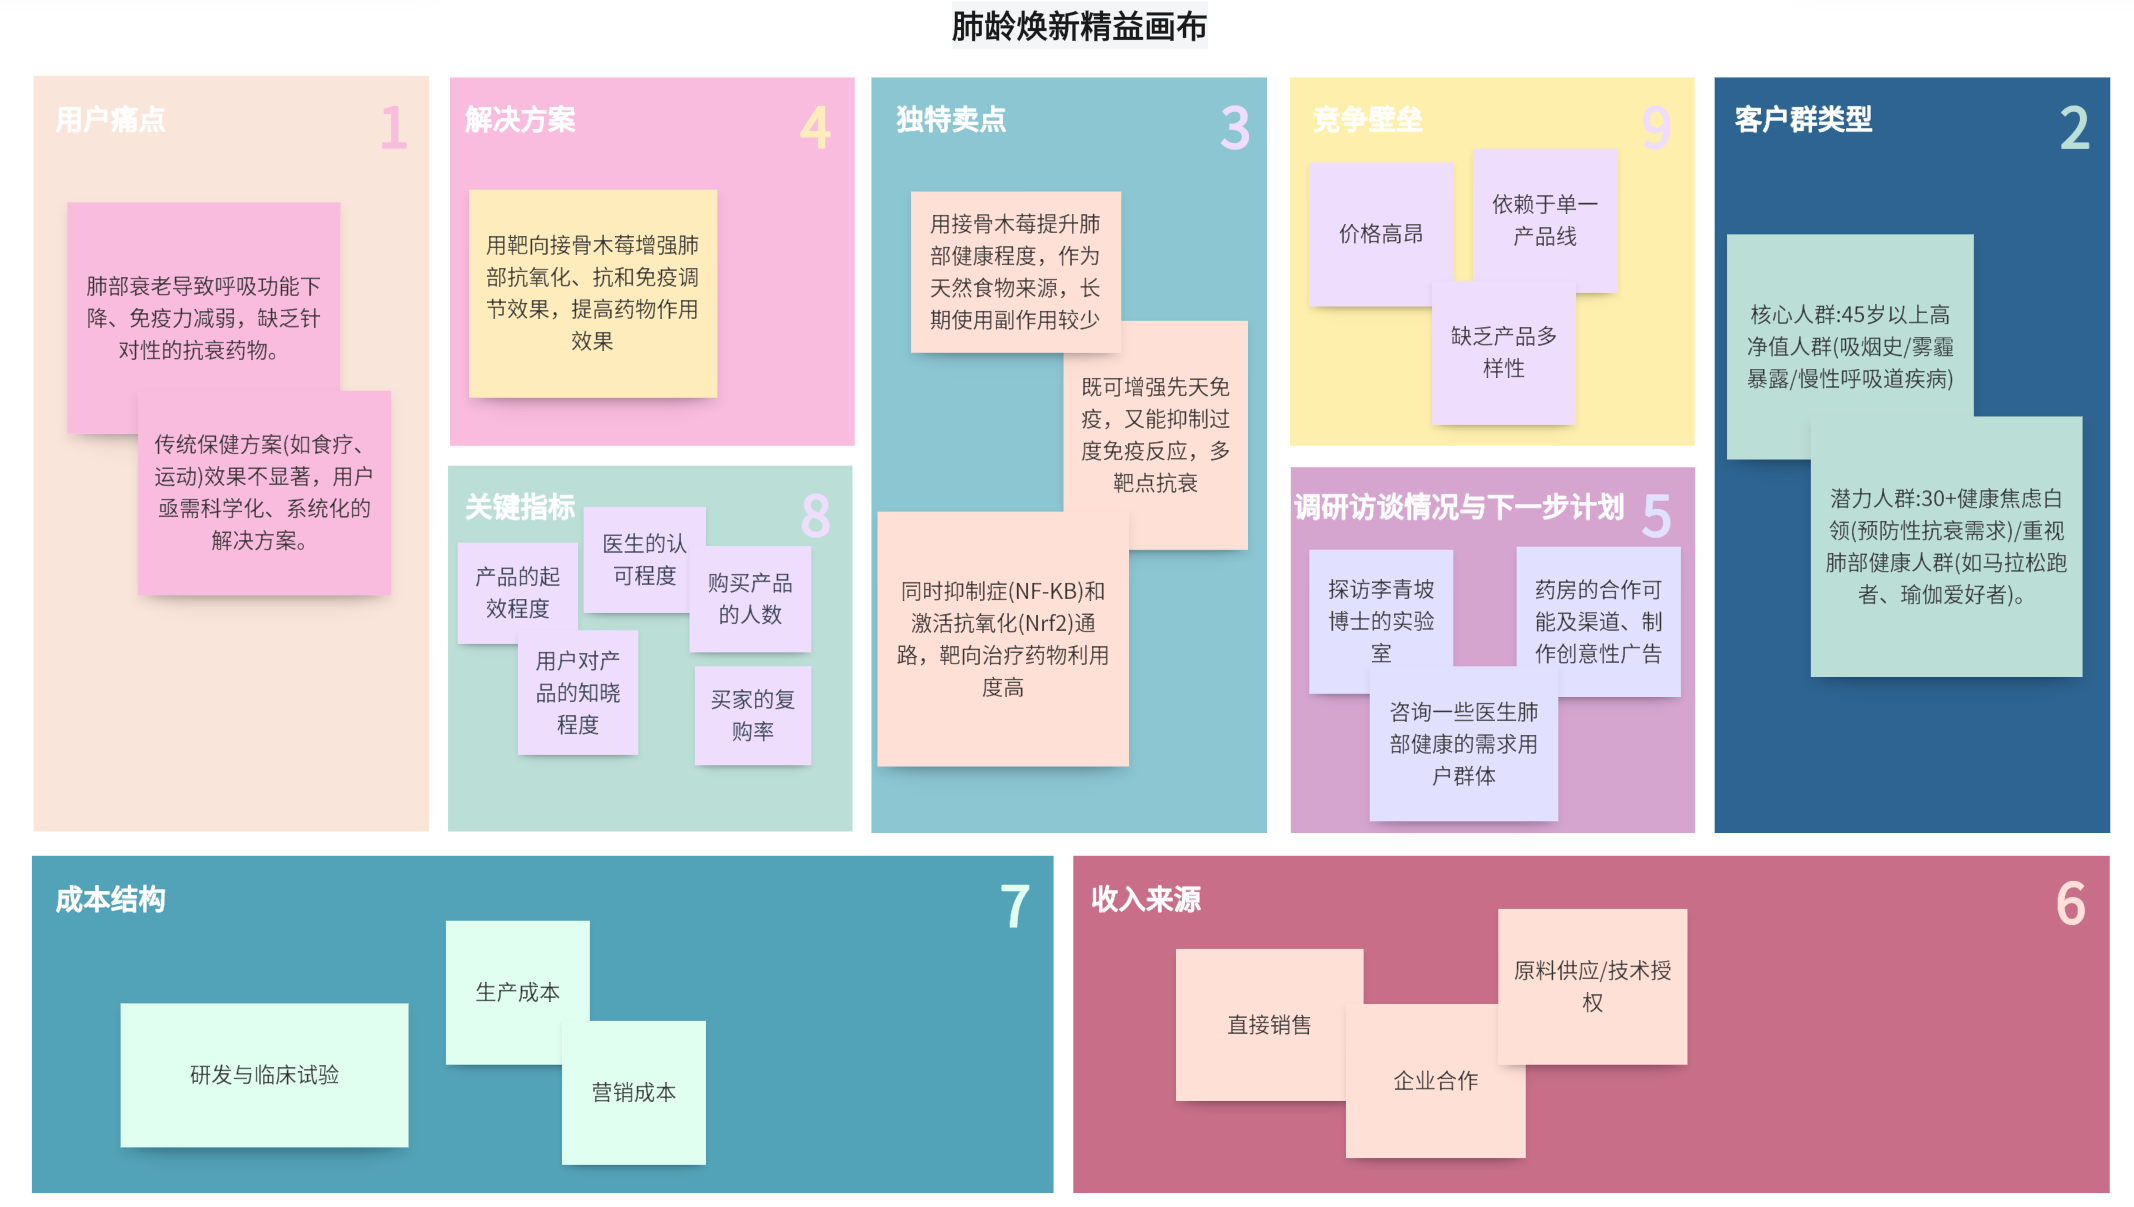 肺龄焕新精益画布
用户痛点
1
肺部衰老导致呼吸功能下
降、免疫力减弱，缺乏针
对性的抗衰药物。
传统保健方案(如食疗、
运动)效果不显著，用户
亟需科学化、系统化的
解决方案。
解决方案
4
用靶向接骨木莓增强肺
部抗氧化、抗和免疫调
节效果，提高药物作用
效果
关键指标
8
产品的起
效程度
医生的认
可程度
购买产品
的人数
用户对产
品的知晓
程度
买家的复
购率
独特卖点
3
用接骨木莓提升肺
部健康程度，作为
天然食物来源，长
期使用副作用较少
既可增强先天免
疫，又能抑制过
度免疫反应，多
靶点抗衰
同时抑制症(NF-KB)和
激活抗氧化(Nrf2)通
路，靶向治疗药物利用
度高
竞争壁垒
9
价格高昂
依赖于单一
产品线
缺乏产品多
样性
调研访谈情况与下一步计划
5
探访李青坡
博士的实验
室
药房的合作可
能及渠道、制
作创意性广告
咨询一些医生肺
部健康的需求用
户群体
客户群类型
2
核心人群:45岁以上高
净值人群(吸烟史/雾霾
暴露/慢性呼吸道疾病)
潜力人群:30+健康焦虑白
领(预防性抗衰需求)/重视
肺部健康人群(如马拉松跑
者、瑜伽爱好者)。
成本结构
7
研发与临床试验
生产成本
营销成本
收入来源
6
直接销售
企业合作
原料供应/技术授
权